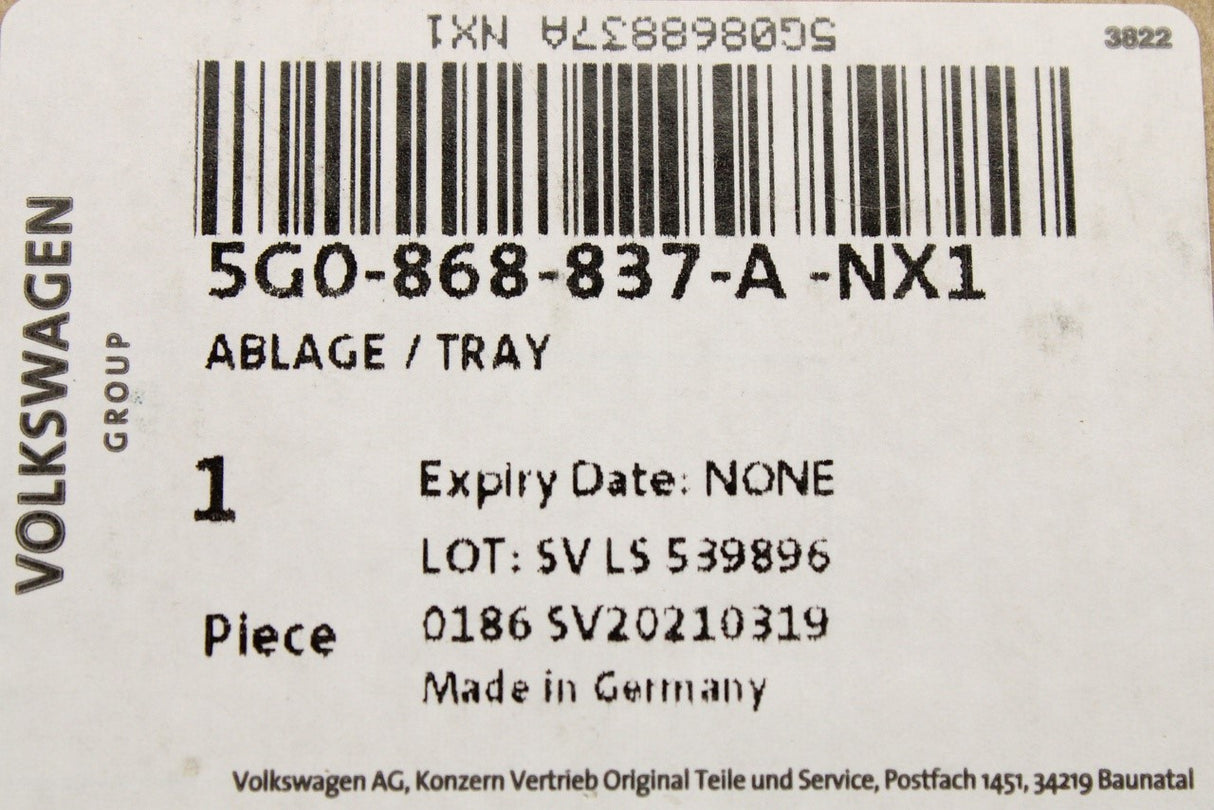 5G0868837A NX1
3822
5G0-868-837-A -NX1
ABLAGE / TRAY
VOLKSWAGEN
GROUP
1
Expiry Date: NONE
LOT: SV LS 539896
0186 SV20210319
Piece
Made in Germany
Volkswagen AG, Konzern Vertrieb Original Teile und Service, Postfach 1451, 34219 Baunatal